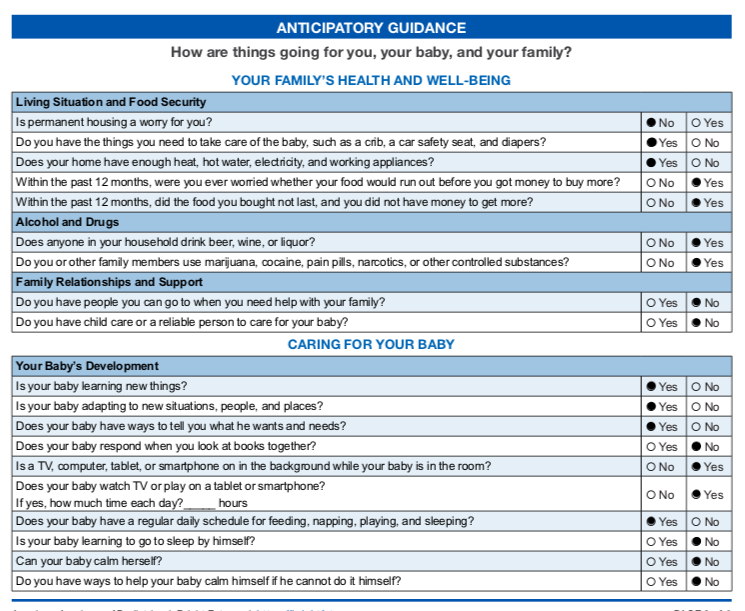 ANTICIPATORY GUIDANCE
How are things going for you, your baby, and your family?
YOUR FAMILY'S HEALTH AND WELL-BEING
Living Situation and Food Security
Is permanent housing a worry for you? ● No ○ Yes
Do you have the things you need to take care of the baby, such as a crib, a car safety seat, and diapers? ● Yes ○ No
Does your home have enough heat, hot water, electricity, and working appliances? ● Yes ○ No
Within the past 12 months, were you ever worried whether your food would run out before you got money to buy more? ○ No ● Yes
Within the past 12 months, did the food you bought not last, and you did not have money to get more? ○ No ● Yes
Alcohol and Drugs
Does anyone in your household drink beer, wine, or liquor? ○ No ● Yes
Do you or other family members use marijuana, cocaine, pain pills, narcotics, or other controlled substances? ○ No ● Yes
Family Relationships and Support
Do you have people you can go to when you need help with your family? ○ Yes ● No
Do you have child care or a reliable person to care for your baby? ○ Yes ● No
CARING FOR YOUR BABY
Your Baby's Development
Is your baby learning new things? ● Yes ○ No
Is your baby adapting to new situations, people, and places? ● Yes ○ No
Does your baby have ways to tell you what he wants and needs? ● Yes ○ No
Does your baby respond when you look at books together? ○ Yes ● No
Is a TV, computer, tablet, or smartphone on in the background while your baby is in the room? ○ No ● Yes
Does your baby watch TV or play on a tablet or smartphone?
If yes, how much time each day?_____ hours ○ No ● Yes
Does your baby have a regular daily schedule for feeding, napping, playing, and sleeping? ● Yes ○ No
Is your baby learning to go to sleep by himself? ○ Yes ● No
Can your baby calm herself? ○ Yes ● No
Do you have ways to help your baby calm himself if he cannot do it himself? ○ Yes ● No